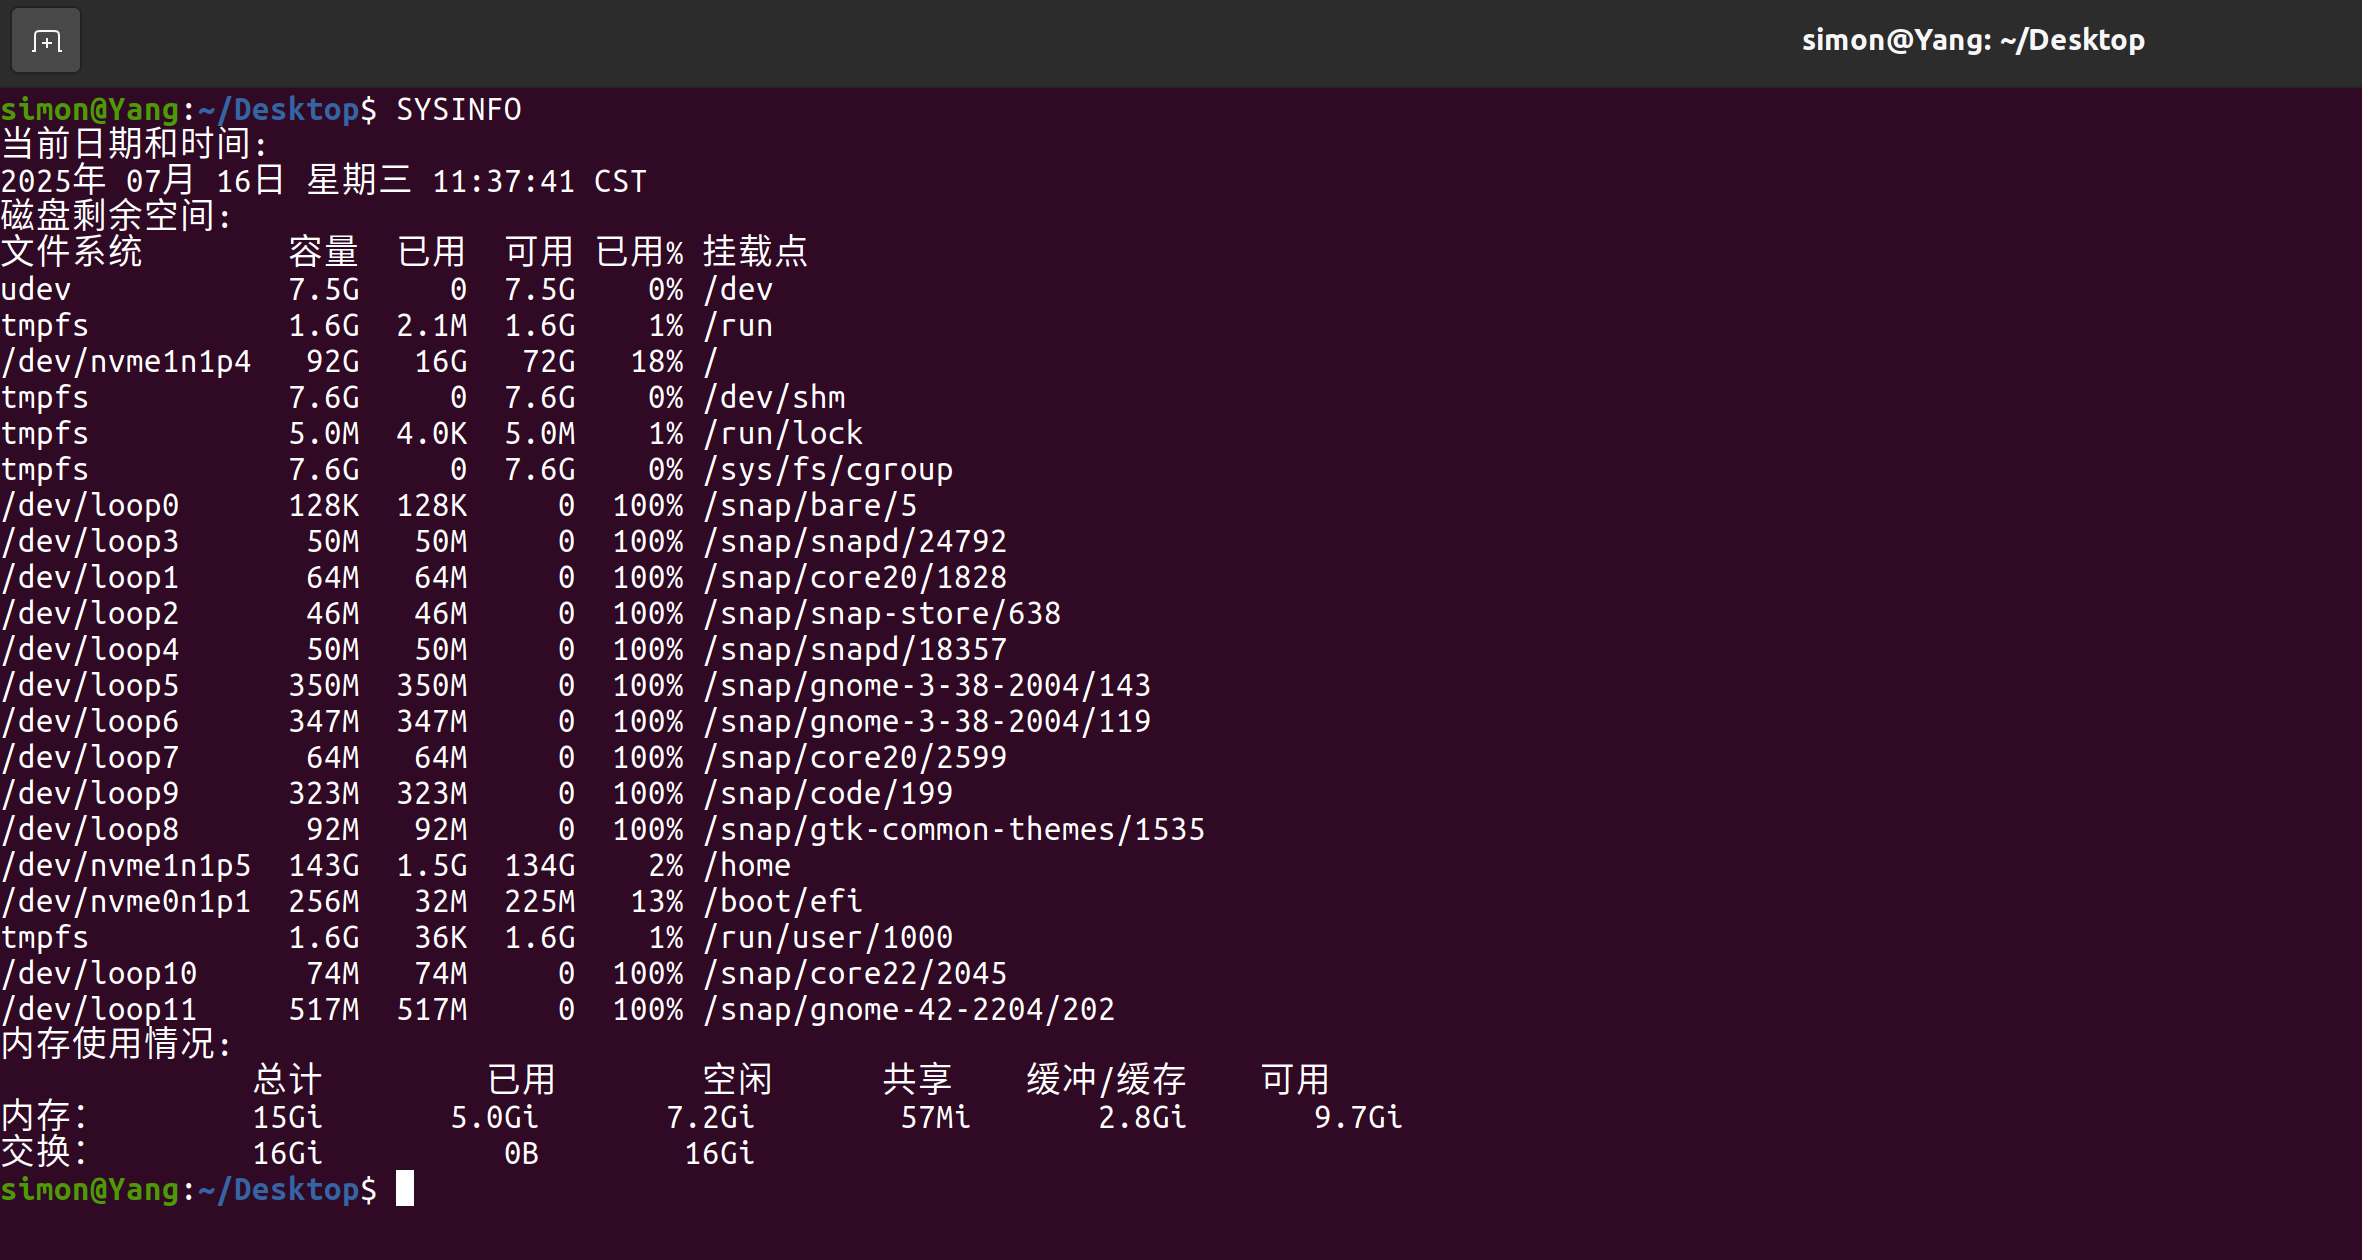 simon@Yang: ~/Desktop
simon@Yang:~/Desktop$ SYSINFO
当前日期和时间:
2025年 07月 16日 星期三 11:37:41 CST
磁盘剩余空间:
文件系统        容量  已用  可用 已用% 挂载点
udev            7.5G     0  7.5G    0% /dev
tmpfs           1.6G  2.1M  1.6G    1% /run
/dev/nvme1n1p4   92G   16G   72G   18% /
tmpfs           7.6G     0  7.6G    0% /dev/shm
tmpfs           5.0M  4.0K  5.0M    1% /run/lock
tmpfs           7.6G     0  7.6G    0% /sys/fs/cgroup
/dev/loop0      128K  128K     0  100% /snap/bare/5
/dev/loop3       50M   50M     0  100% /snap/snapd/24792
/dev/loop1       64M   64M     0  100% /snap/core20/1828
/dev/loop2       46M   46M     0  100% /snap/snap-store/638
/dev/loop4       50M   50M     0  100% /snap/snapd/18357
/dev/loop5      350M  350M     0  100% /snap/gnome-3-38-2004/143
/dev/loop6      347M  347M     0  100% /snap/gnome-3-38-2004/119
/dev/loop7       64M   64M     0  100% /snap/core20/2599
/dev/loop9      323M  323M     0  100% /snap/code/199
/dev/loop8       92M   92M     0  100% /snap/gtk-common-themes/1535
/dev/nvme1n1p5  143G  1.5G  134G    2% /home
/dev/nvme0n1p1  256M   32M  225M   13% /boot/efi
tmpfs           1.6G   36K  1.6G    1% /run/user/1000
/dev/loop10      74M   74M     0  100% /snap/core22/2045
/dev/loop11     517M  517M     0  100% /snap/gnome-42-2204/202
内存使用情况:
              总计         已用        空闲      共享    缓冲/缓存    可用
内存:         15Gi       5.0Gi       7.2Gi        57Mi       2.8Gi       9.7Gi
交换:         16Gi          0B        16Gi
simon@Yang:~/Desktop$